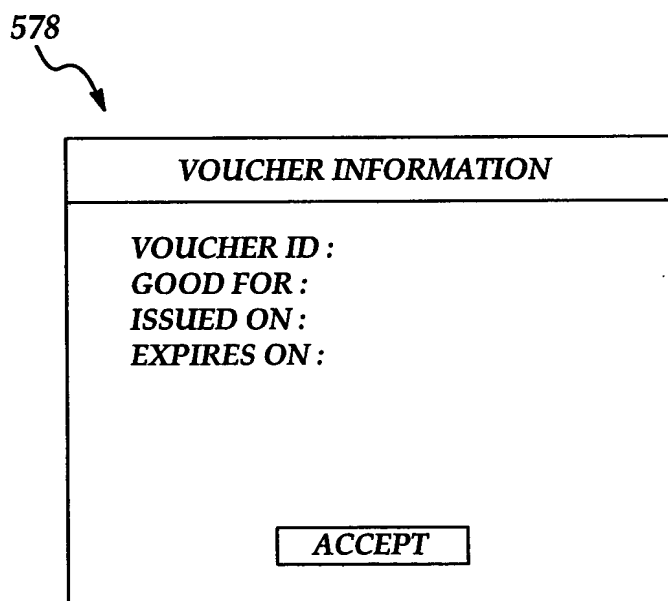 578
VOUCHER INFORMATION
VOUCHER ID :
GOOD FOR :
ISSUED ON :
EXPIRES ON :
ACCEPT